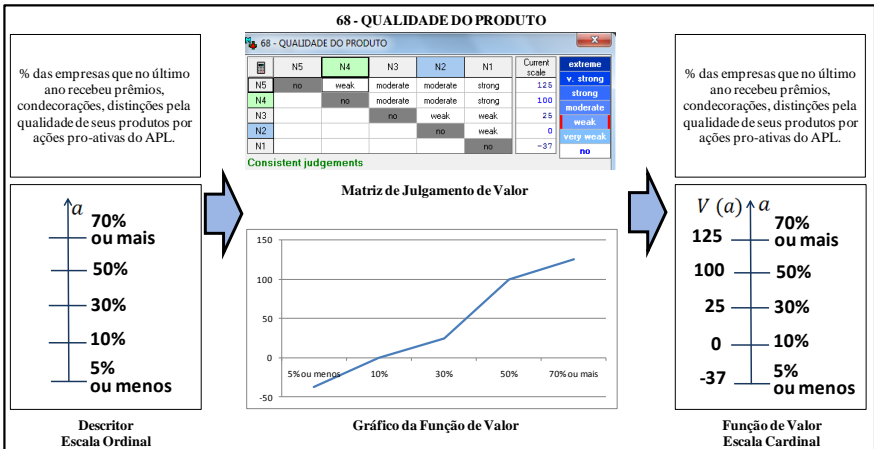 68 - QUALIDADE DO PRODUTO
% das empresas que no último
ano recebeu prêmios,
condecorações, distinções pela
qualidade de seus produtos por
ações pro-ativas do APL.
a
70%
ou mais
50%
30%
10%
5%
ou menos
Descritor
Escala Ordinal
68 - QUALIDADE DO PRODUTO
N5 N4 N3 N2 N1 Current
scale
N5 no weak moderate moderate strong 125
N4 no moderate moderate strong 100
N3 no weak weak 25
N2 no weak 0
N1 no -37
Consistent judgements
extreme
v. strong
strong
moderate
weak
very weak
no
Matriz de Julgamento de Valor
150
100
50
0
-50
5% ou menos 10% 30% 50% 70% ou mais
Gráfico da Função de Valor
% das empresas que no último
ano recebeu prêmios,
condecorações, distinções pela
qualidade de seus produtos por
ações pro-ativas do APL.
V (a) a
125 70%
ou mais
100 50%
25 30%
0 10%
-37 5%
ou menos
Função de Valor
Escala Cardinal